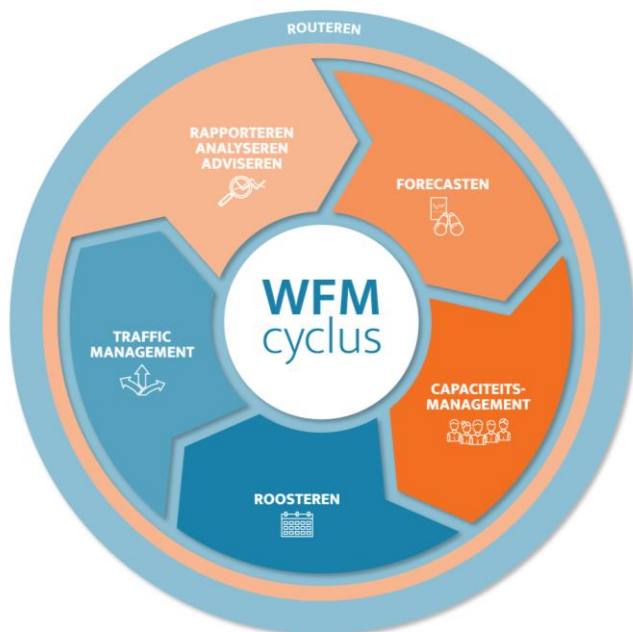 ROUTEREN
RAPPORTEREN
ANALYSEREN
ADVISEREN
FORECASTEN
WFM
cyclus
TRAFFIC
MANAGEMENT
CAPACITEITS-
MANAGEMENT
ROOSTEREN